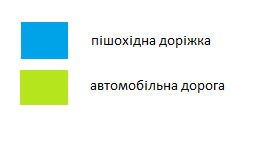 пішохідна доріжка
автомобільна дорога